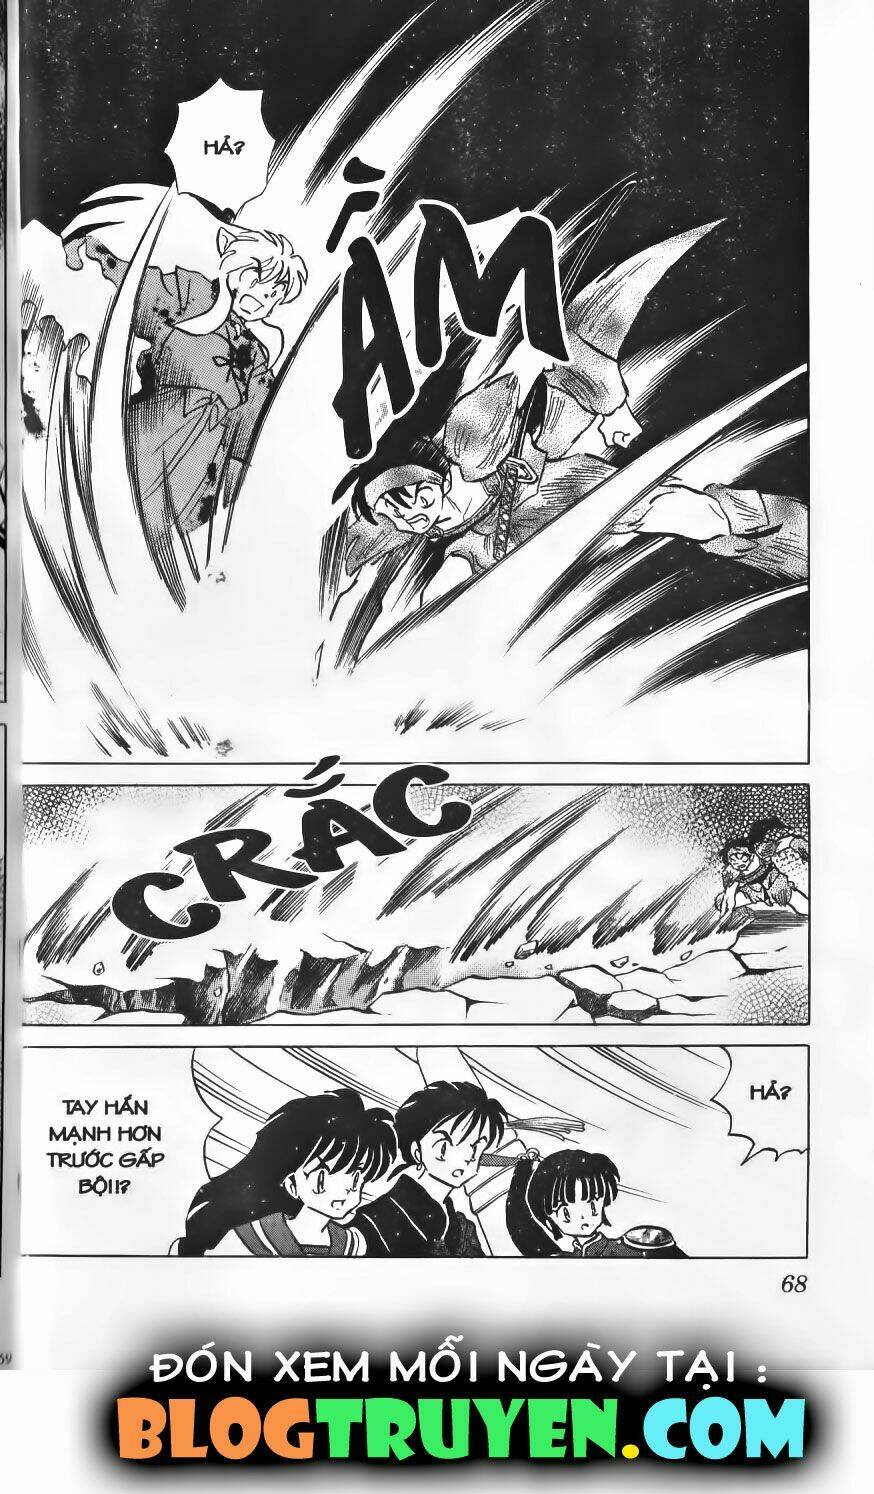 HẢ?
ẦM
CRẮC
TAY HẮN
MẠNH HƠN
TRƯỚC GẤP
BỘI!?
HẢ?
68
69
ĐÓN XEM MỖI NGÀY TẠI :
BLOGTRUYEN.COM